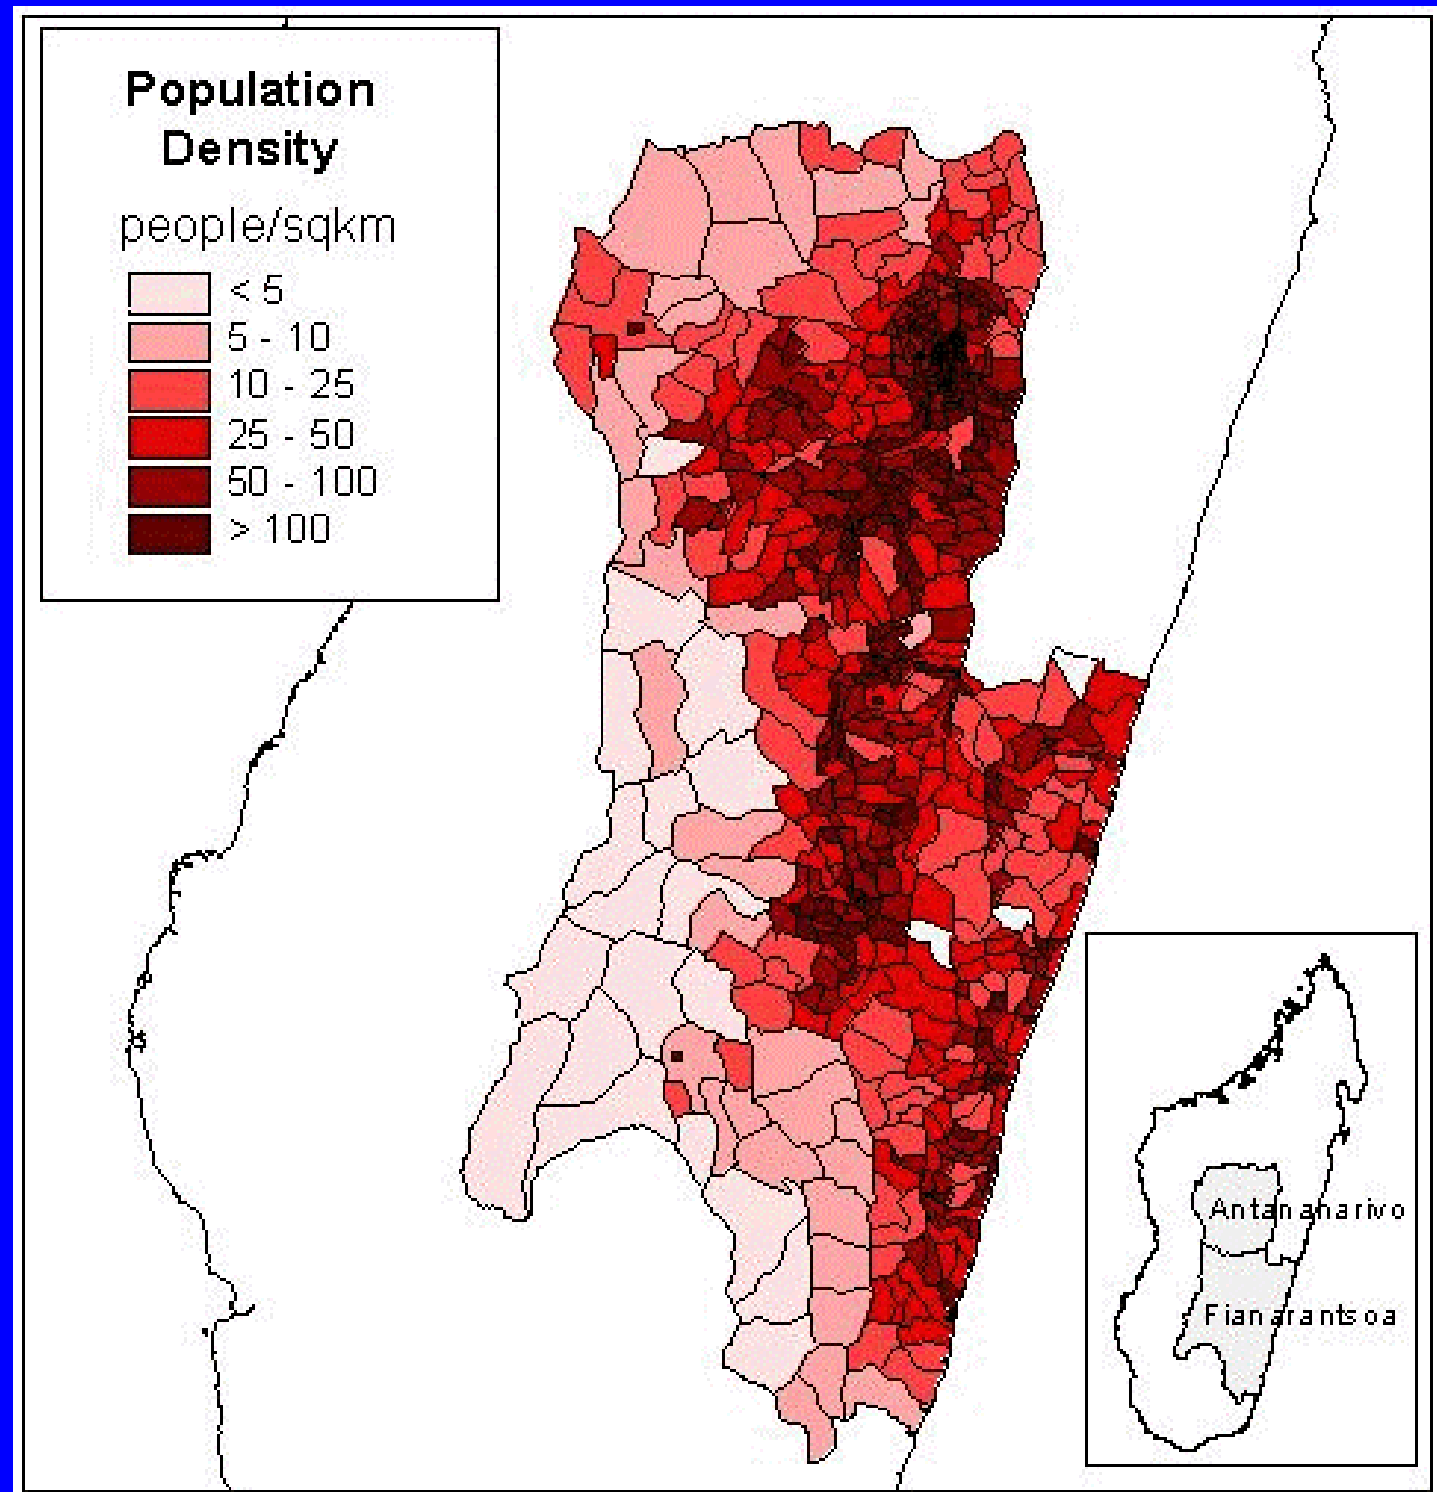 Population
Density
people/sqkm
< 5
5 - 10
10 - 25
25 - 50
50 - 100
> 100
Antananarivo
Fianarantsoa